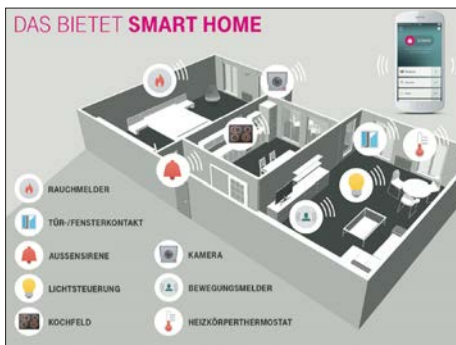 DAS BIETET SMART HOME
RAUCHMELDER
TÜR-/FENSTERKONTAKT
AUSSENSIRENE
LICHTSTEUERUNG
KOCHFELD
KAMERA
BEWEGUNGSMELDER
HEIZKÖRPERTHERMOSTAT